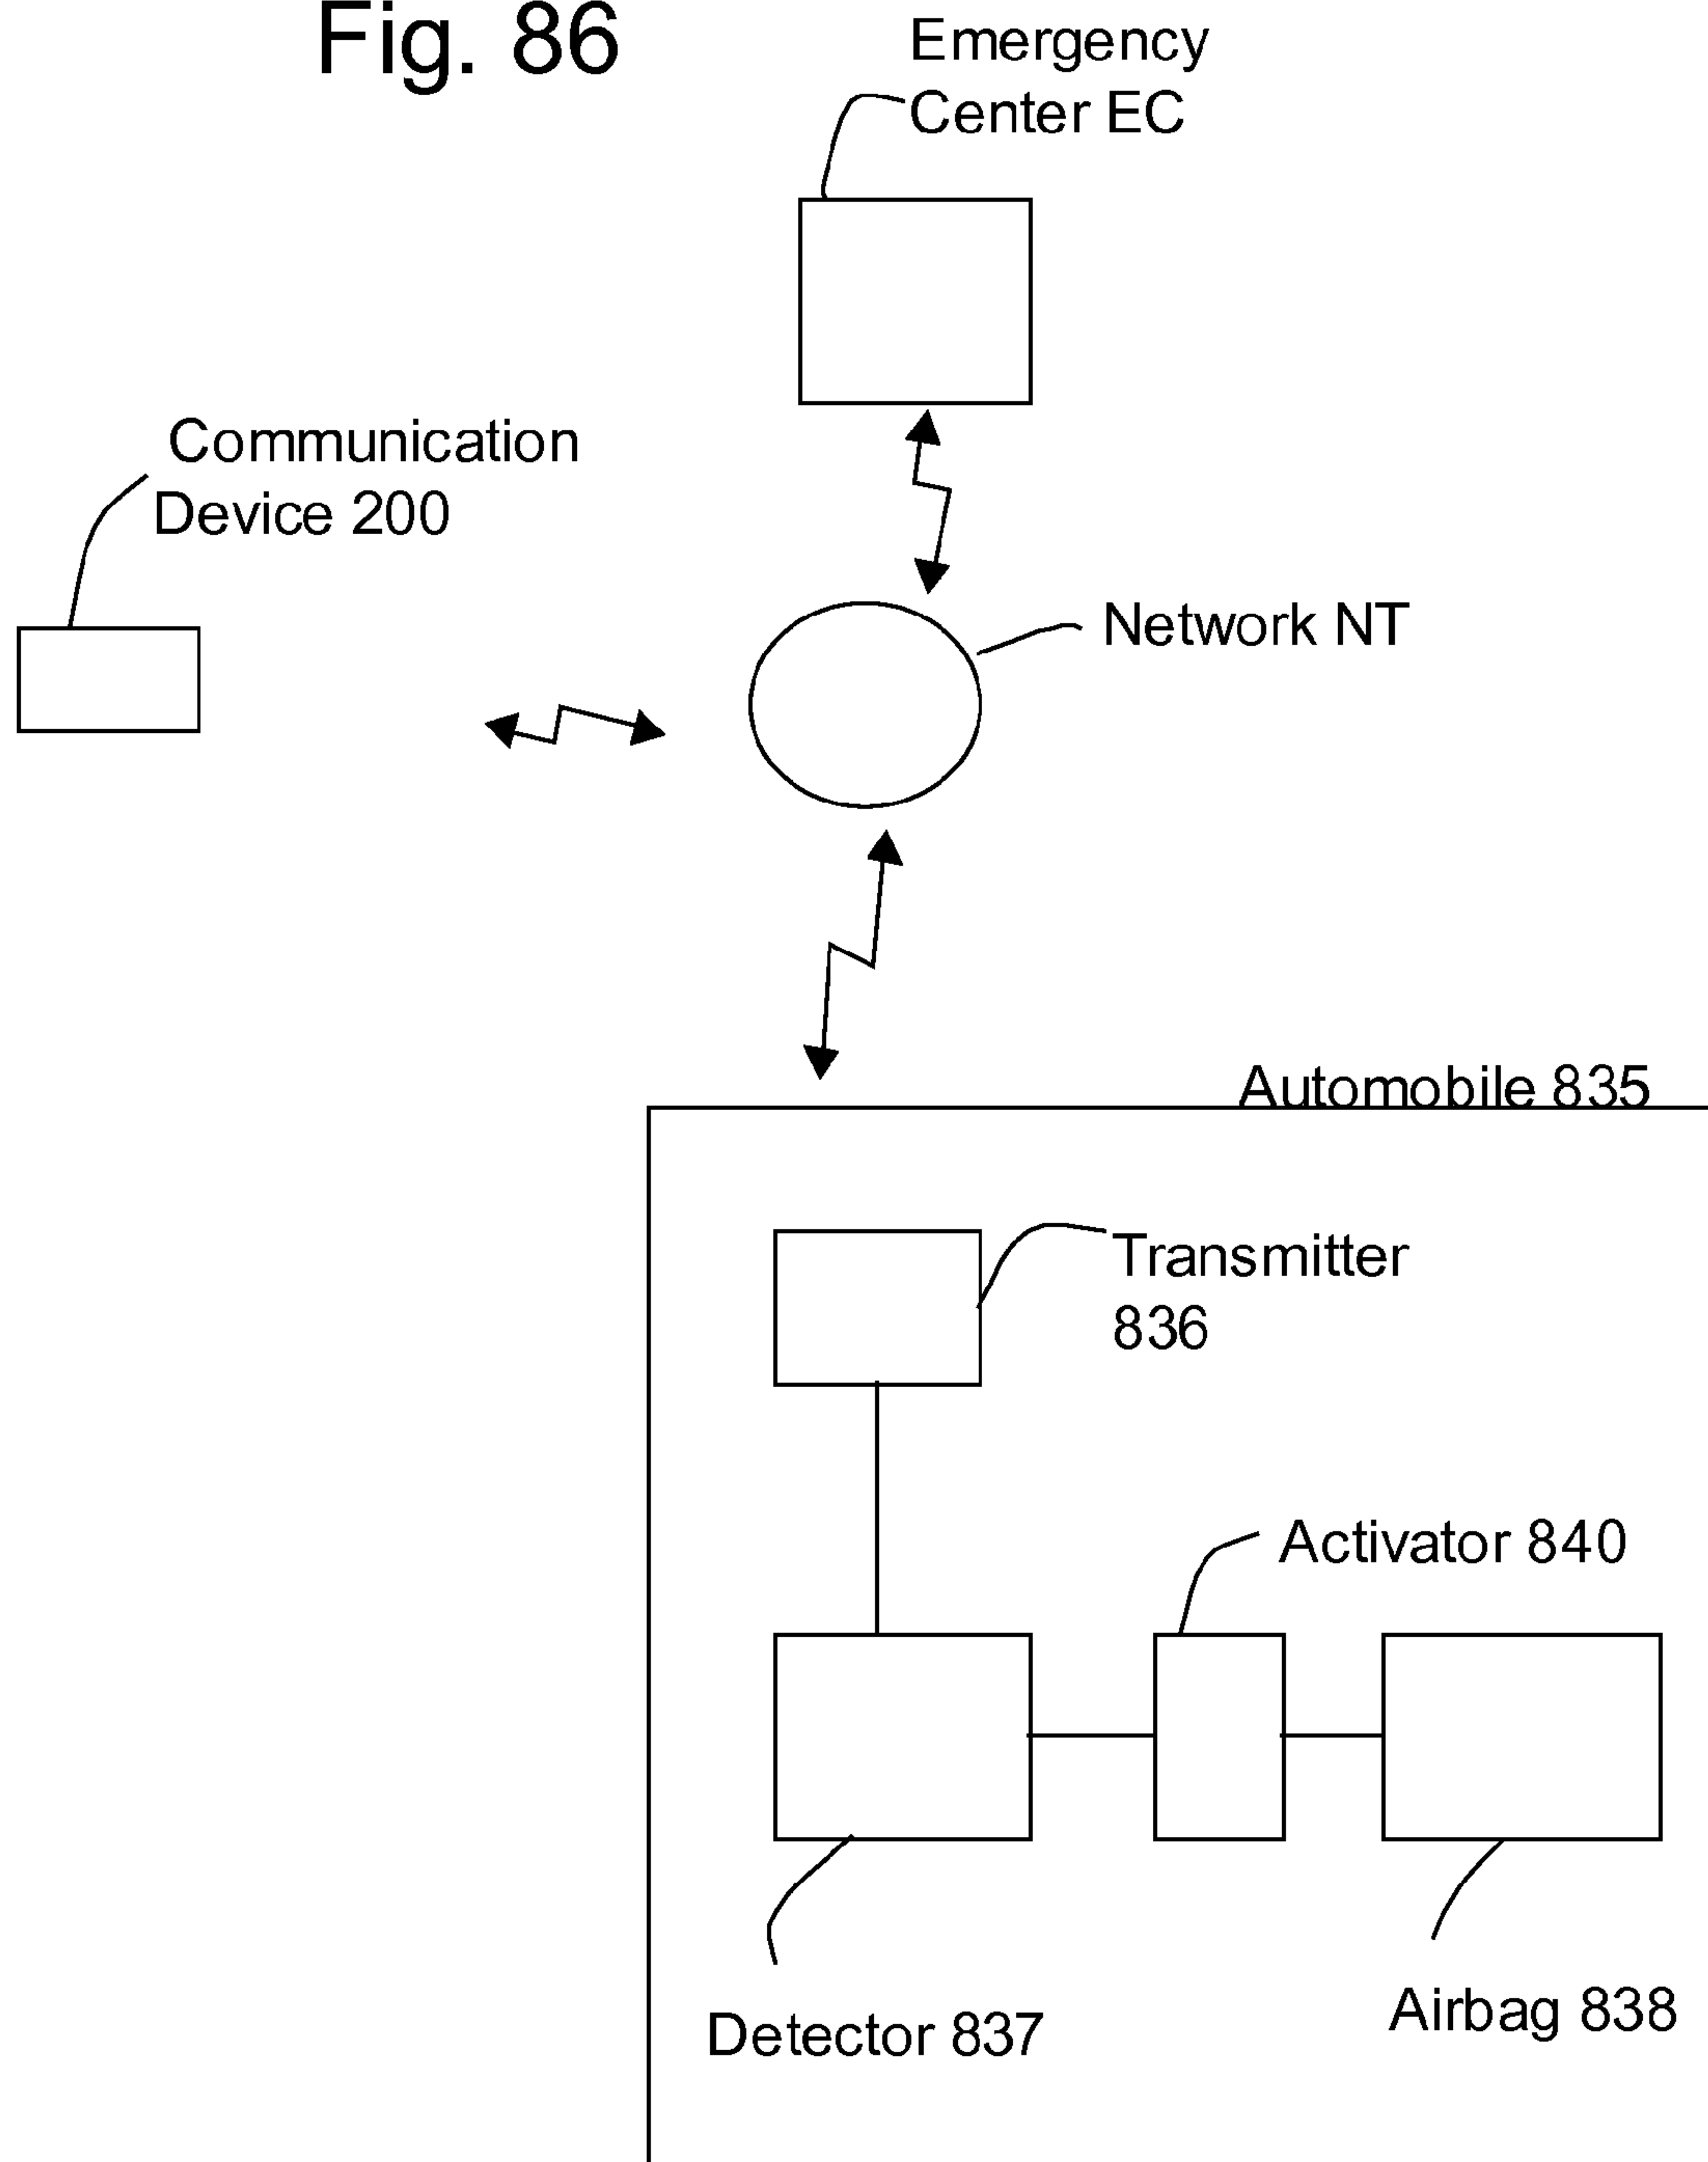 Fig. 86
Emergency
Center EC
Communication
Device 200
Network NT
Automobile 835
Transmitter
836
Activator 840
Detector 837
Airbag 838